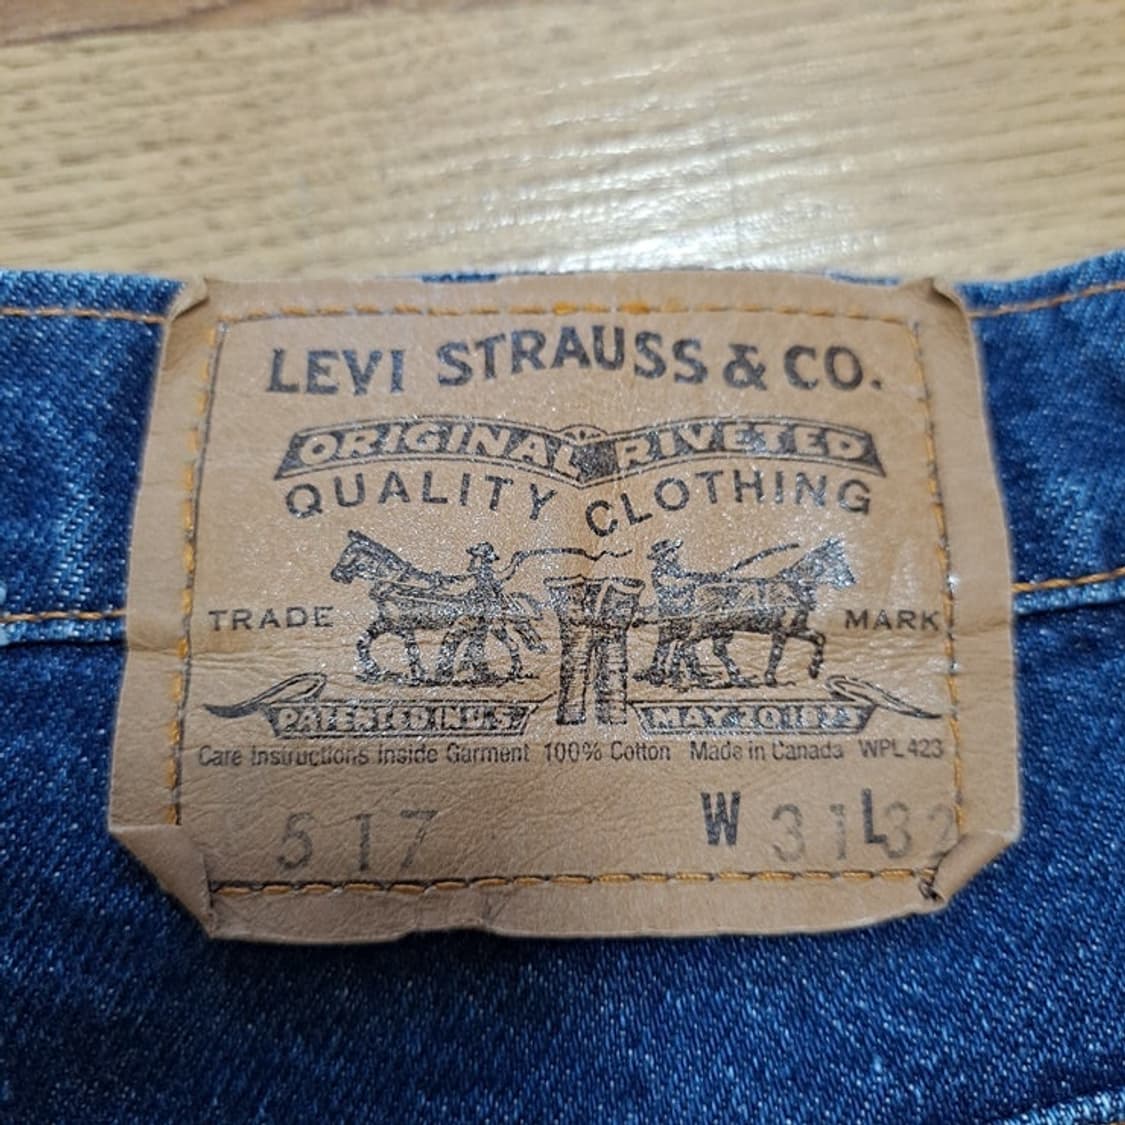 LEVI STRAUSS & CO.
ORIGINAL RIVETED
QUALITY CLOTHING
TRADE MARK
PATENTED IN U.S. MAY 20 1873
Care Instructions Inside Garment 100% Cotton Made in Canada WPL 423
517 W 31 L 32